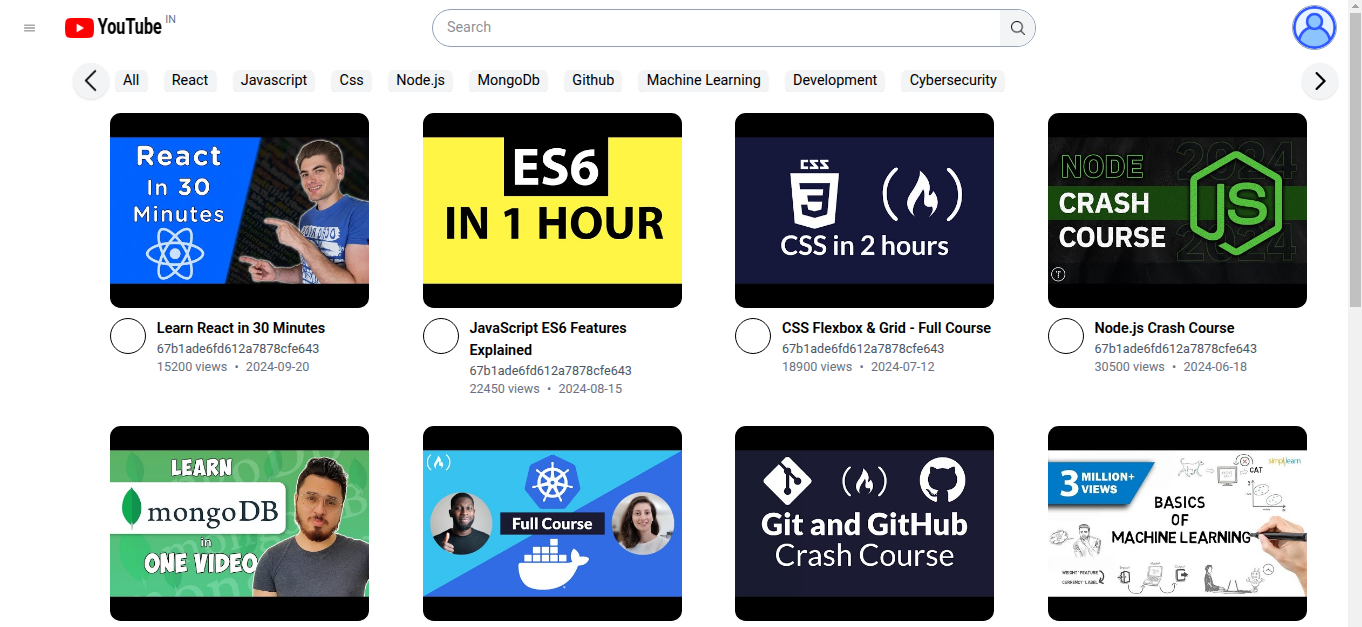 YouTube IN
Search
All React Javascript Css Node.js MongoDb Github Machine Learning Development Cybersecurity
React
In 30
Minutes
ES6
IN 1 HOUR
CSS
3
CSS in 2 hours
2024
NODE
CRASH
COURSE
JS
2024
T
Learn React in 30 Minutes
67b1ade6fd612a7878cfe643
15200 views • 2024-09-20
JavaScript ES6 Features
Explained
67b1ade6fd612a7878cfe643
22450 views • 2024-08-15
CSS Flexbox & Grid - Full Course
67b1ade6fd612a7878cfe643
18900 views • 2024-07-12
Node.js Crash Course
67b1ade6fd612a7878cfe643
30500 views • 2024-06-18
LEARN
mongoDB
in
ONE VIDEO
Full Course
Git and GitHub
Crash Course
3 MILLION+
VIEWS
simplilearn
CAT
BASICS
OF
MACHINE LEARNING